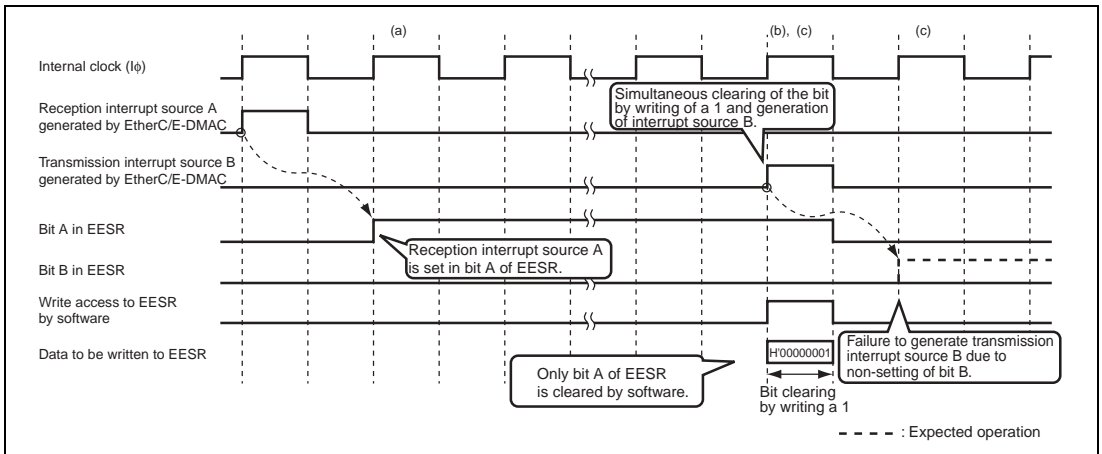 (a)
(b), (c)
(c)
Internal clock (Iϕ)
Simultaneous clearing of the bit
by writing of a 1 and generation
of interrupt source B.
Reception interrupt source A
generated by EtherC/E-DMAC
Transmission interrupt source B
generated by EtherC/E-DMAC
Bit A in EESR
Reception interrupt source A
is set in bit A of EESR.
Bit B in EESR
Write access to EESR
by software
Data to be written to EESR
H'00000001
Failure to generate transmission
interrupt source B due to
non-setting of bit B.
Only bit A of EESR
is cleared by software.
Bit clearing
by writing a 1
: Expected operation